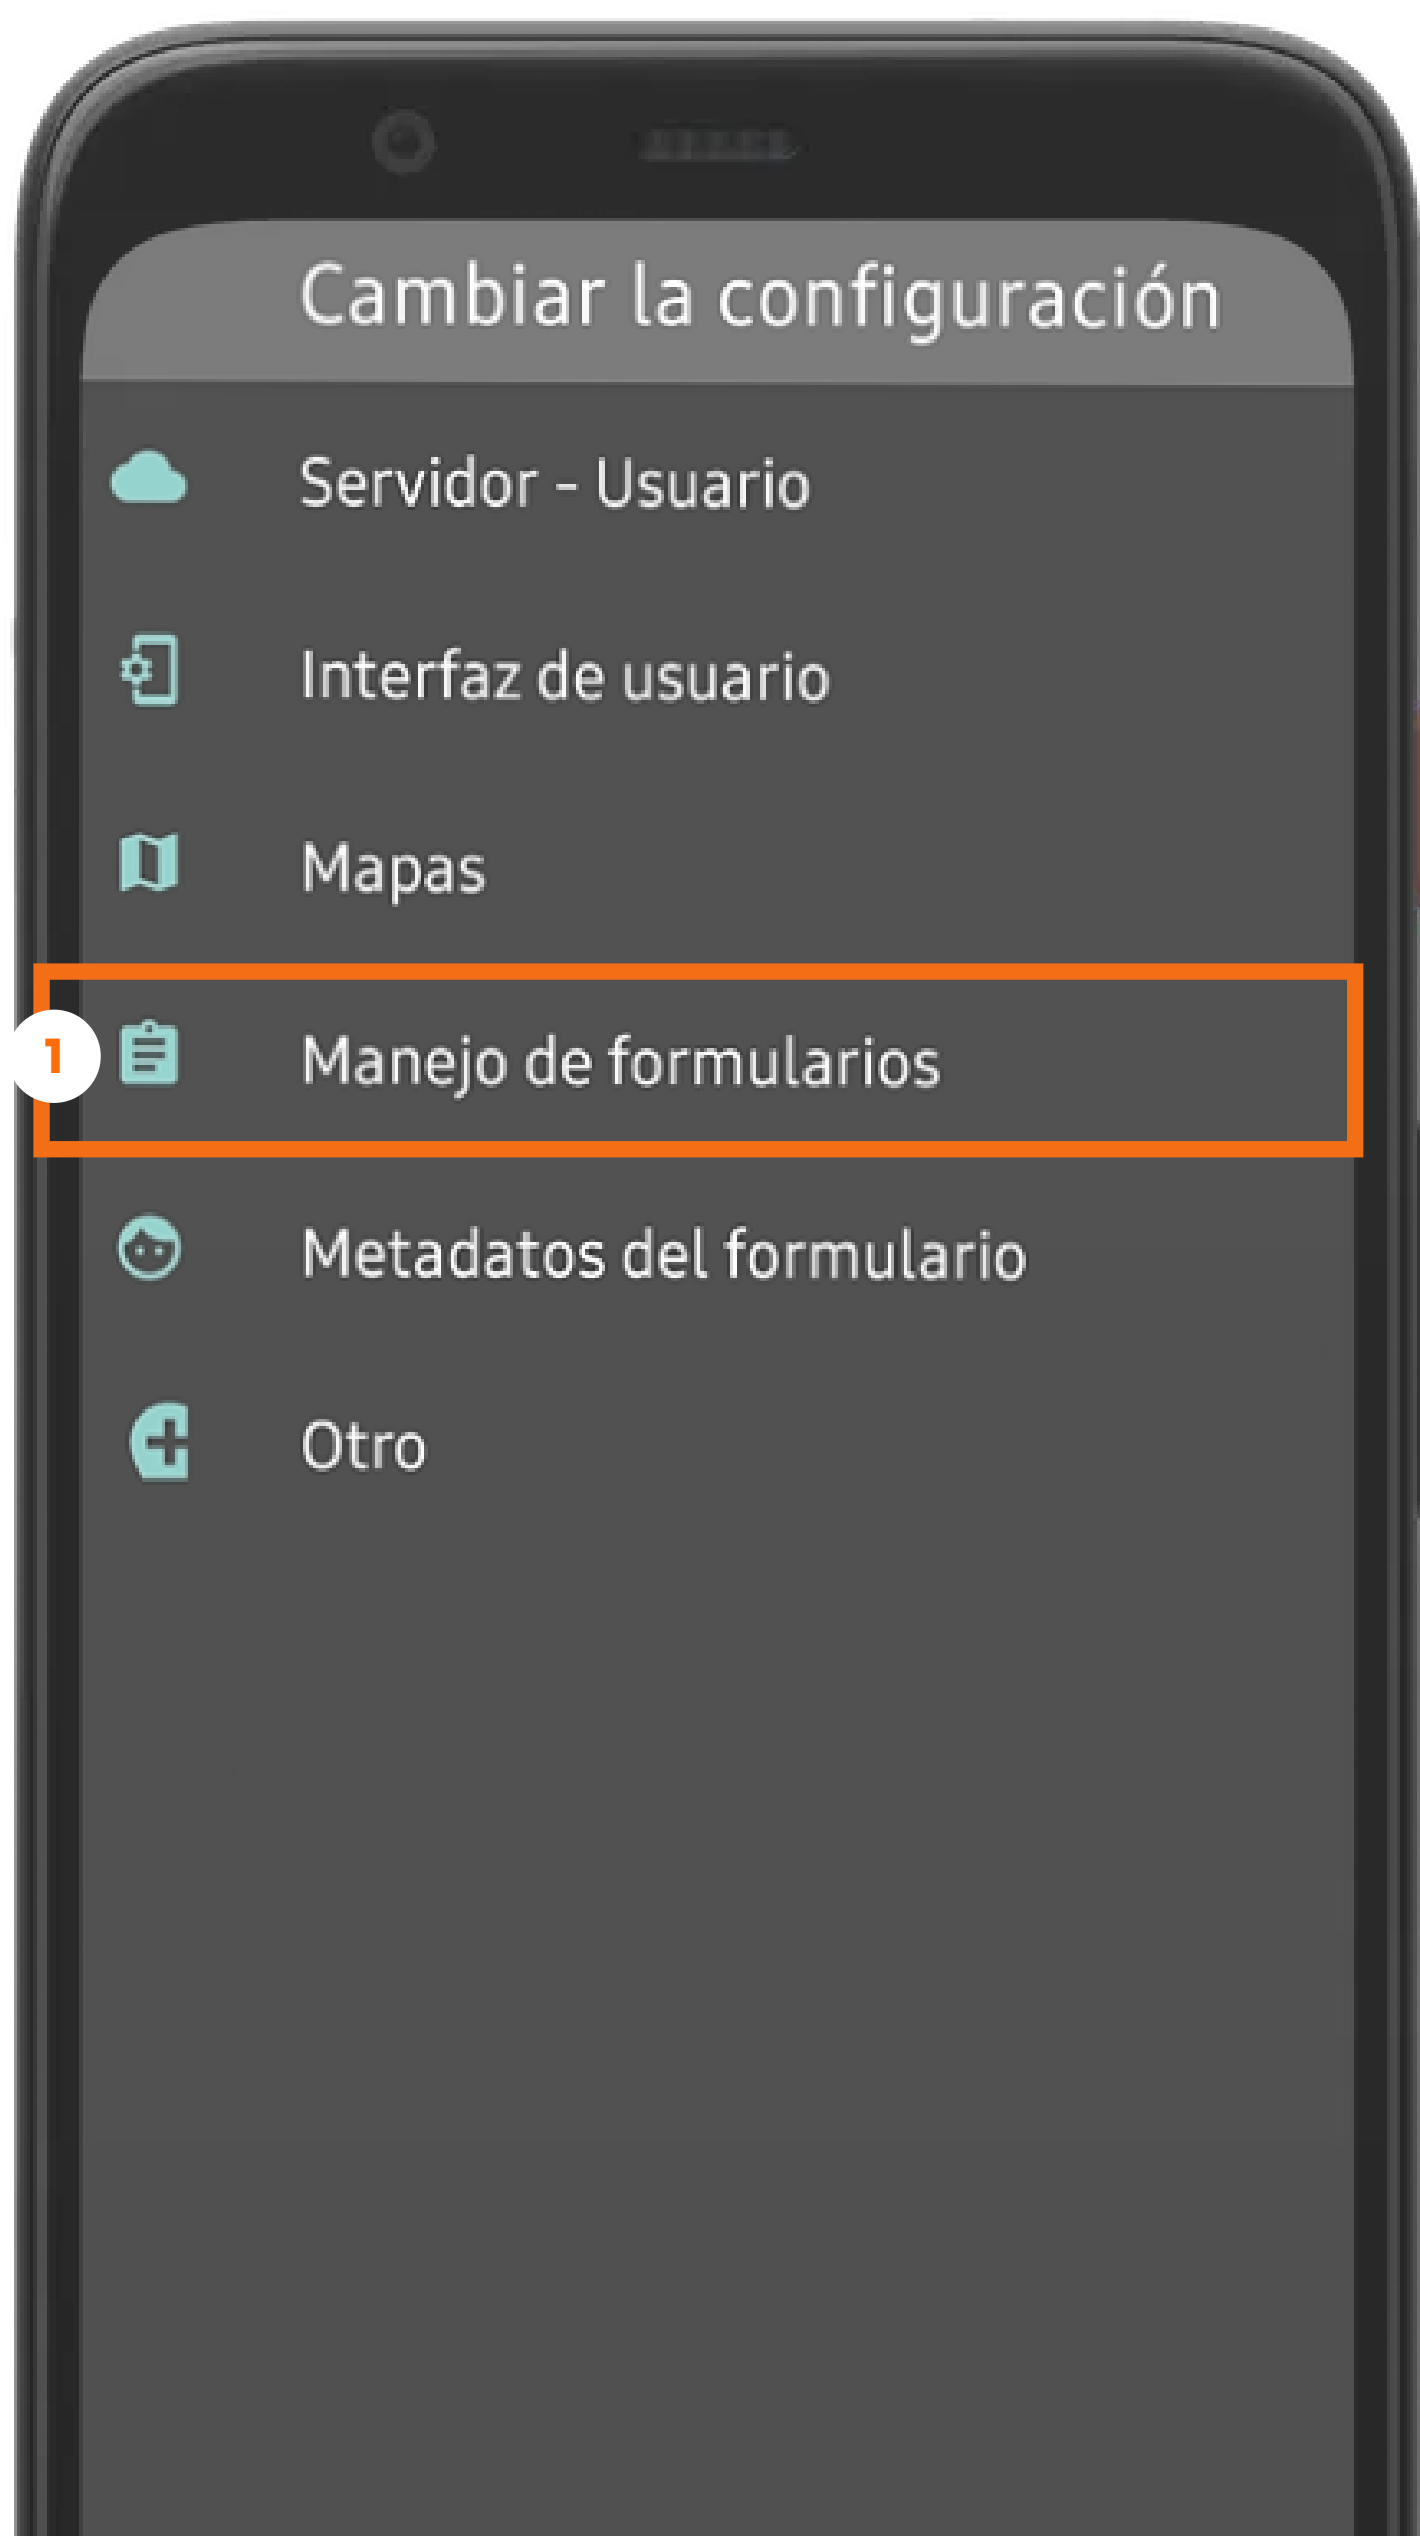 Cambiar la configuración
Servidor - Usuario
Interfaz de usuario
Mapas
1
Manejo de formularios
Metadatos del formulario
Otro